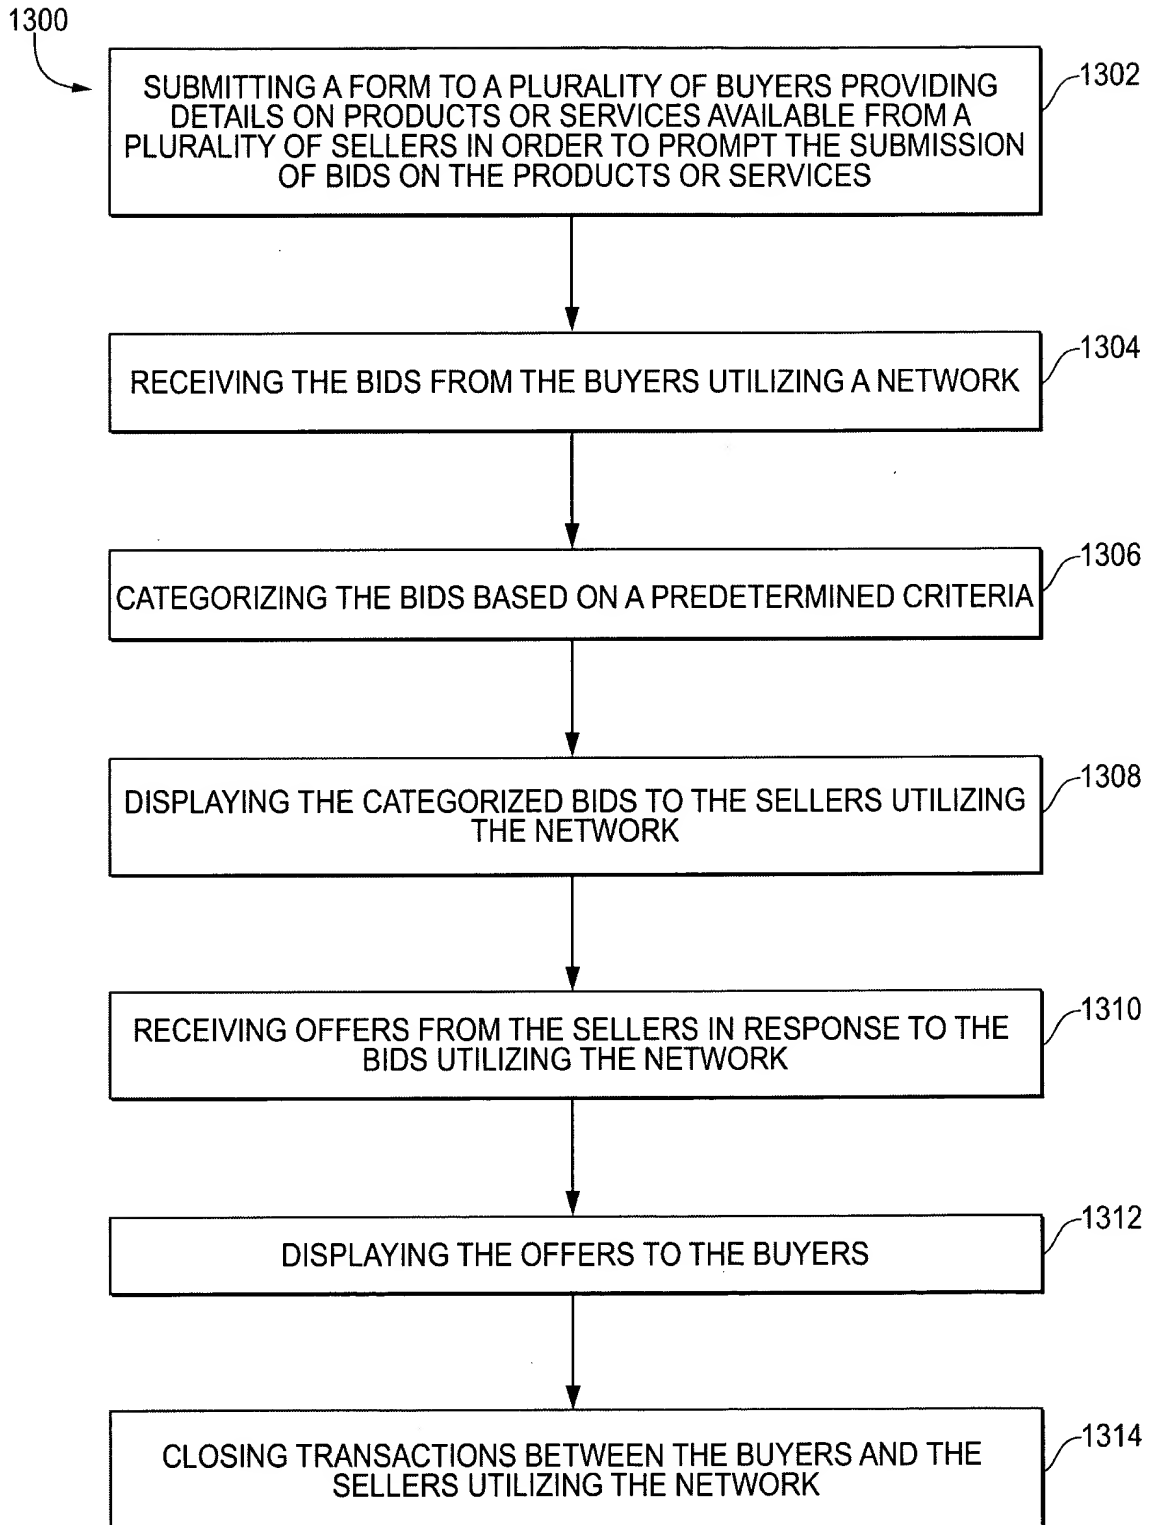 1300
SUBMITTING A FORM TO A PLURALITY OF BUYERS PROVIDING
DETAILS ON PRODUCTS OR SERVICES AVAILABLE FROM A
PLURALITY OF SELLERS IN ORDER TO PROMPT THE SUBMISSION
OF BIDS ON THE PRODUCTS OR SERVICES
1302
RECEIVING THE BIDS FROM THE BUYERS UTILIZING A NETWORK
1304
CATEGORIZING THE BIDS BASED ON A PREDETERMINED CRITERIA
1306
DISPLAYING THE CATEGORIZED BIDS TO THE SELLERS UTILIZING
THE NETWORK
1308
RECEIVING OFFERS FROM THE SELLERS IN RESPONSE TO THE
BIDS UTILIZING THE NETWORK
1310
DISPLAYING THE OFFERS TO THE BUYERS
1312
CLOSING TRANSACTIONS BETWEEN THE BUYERS AND THE
SELLERS UTILIZING THE NETWORK
1314